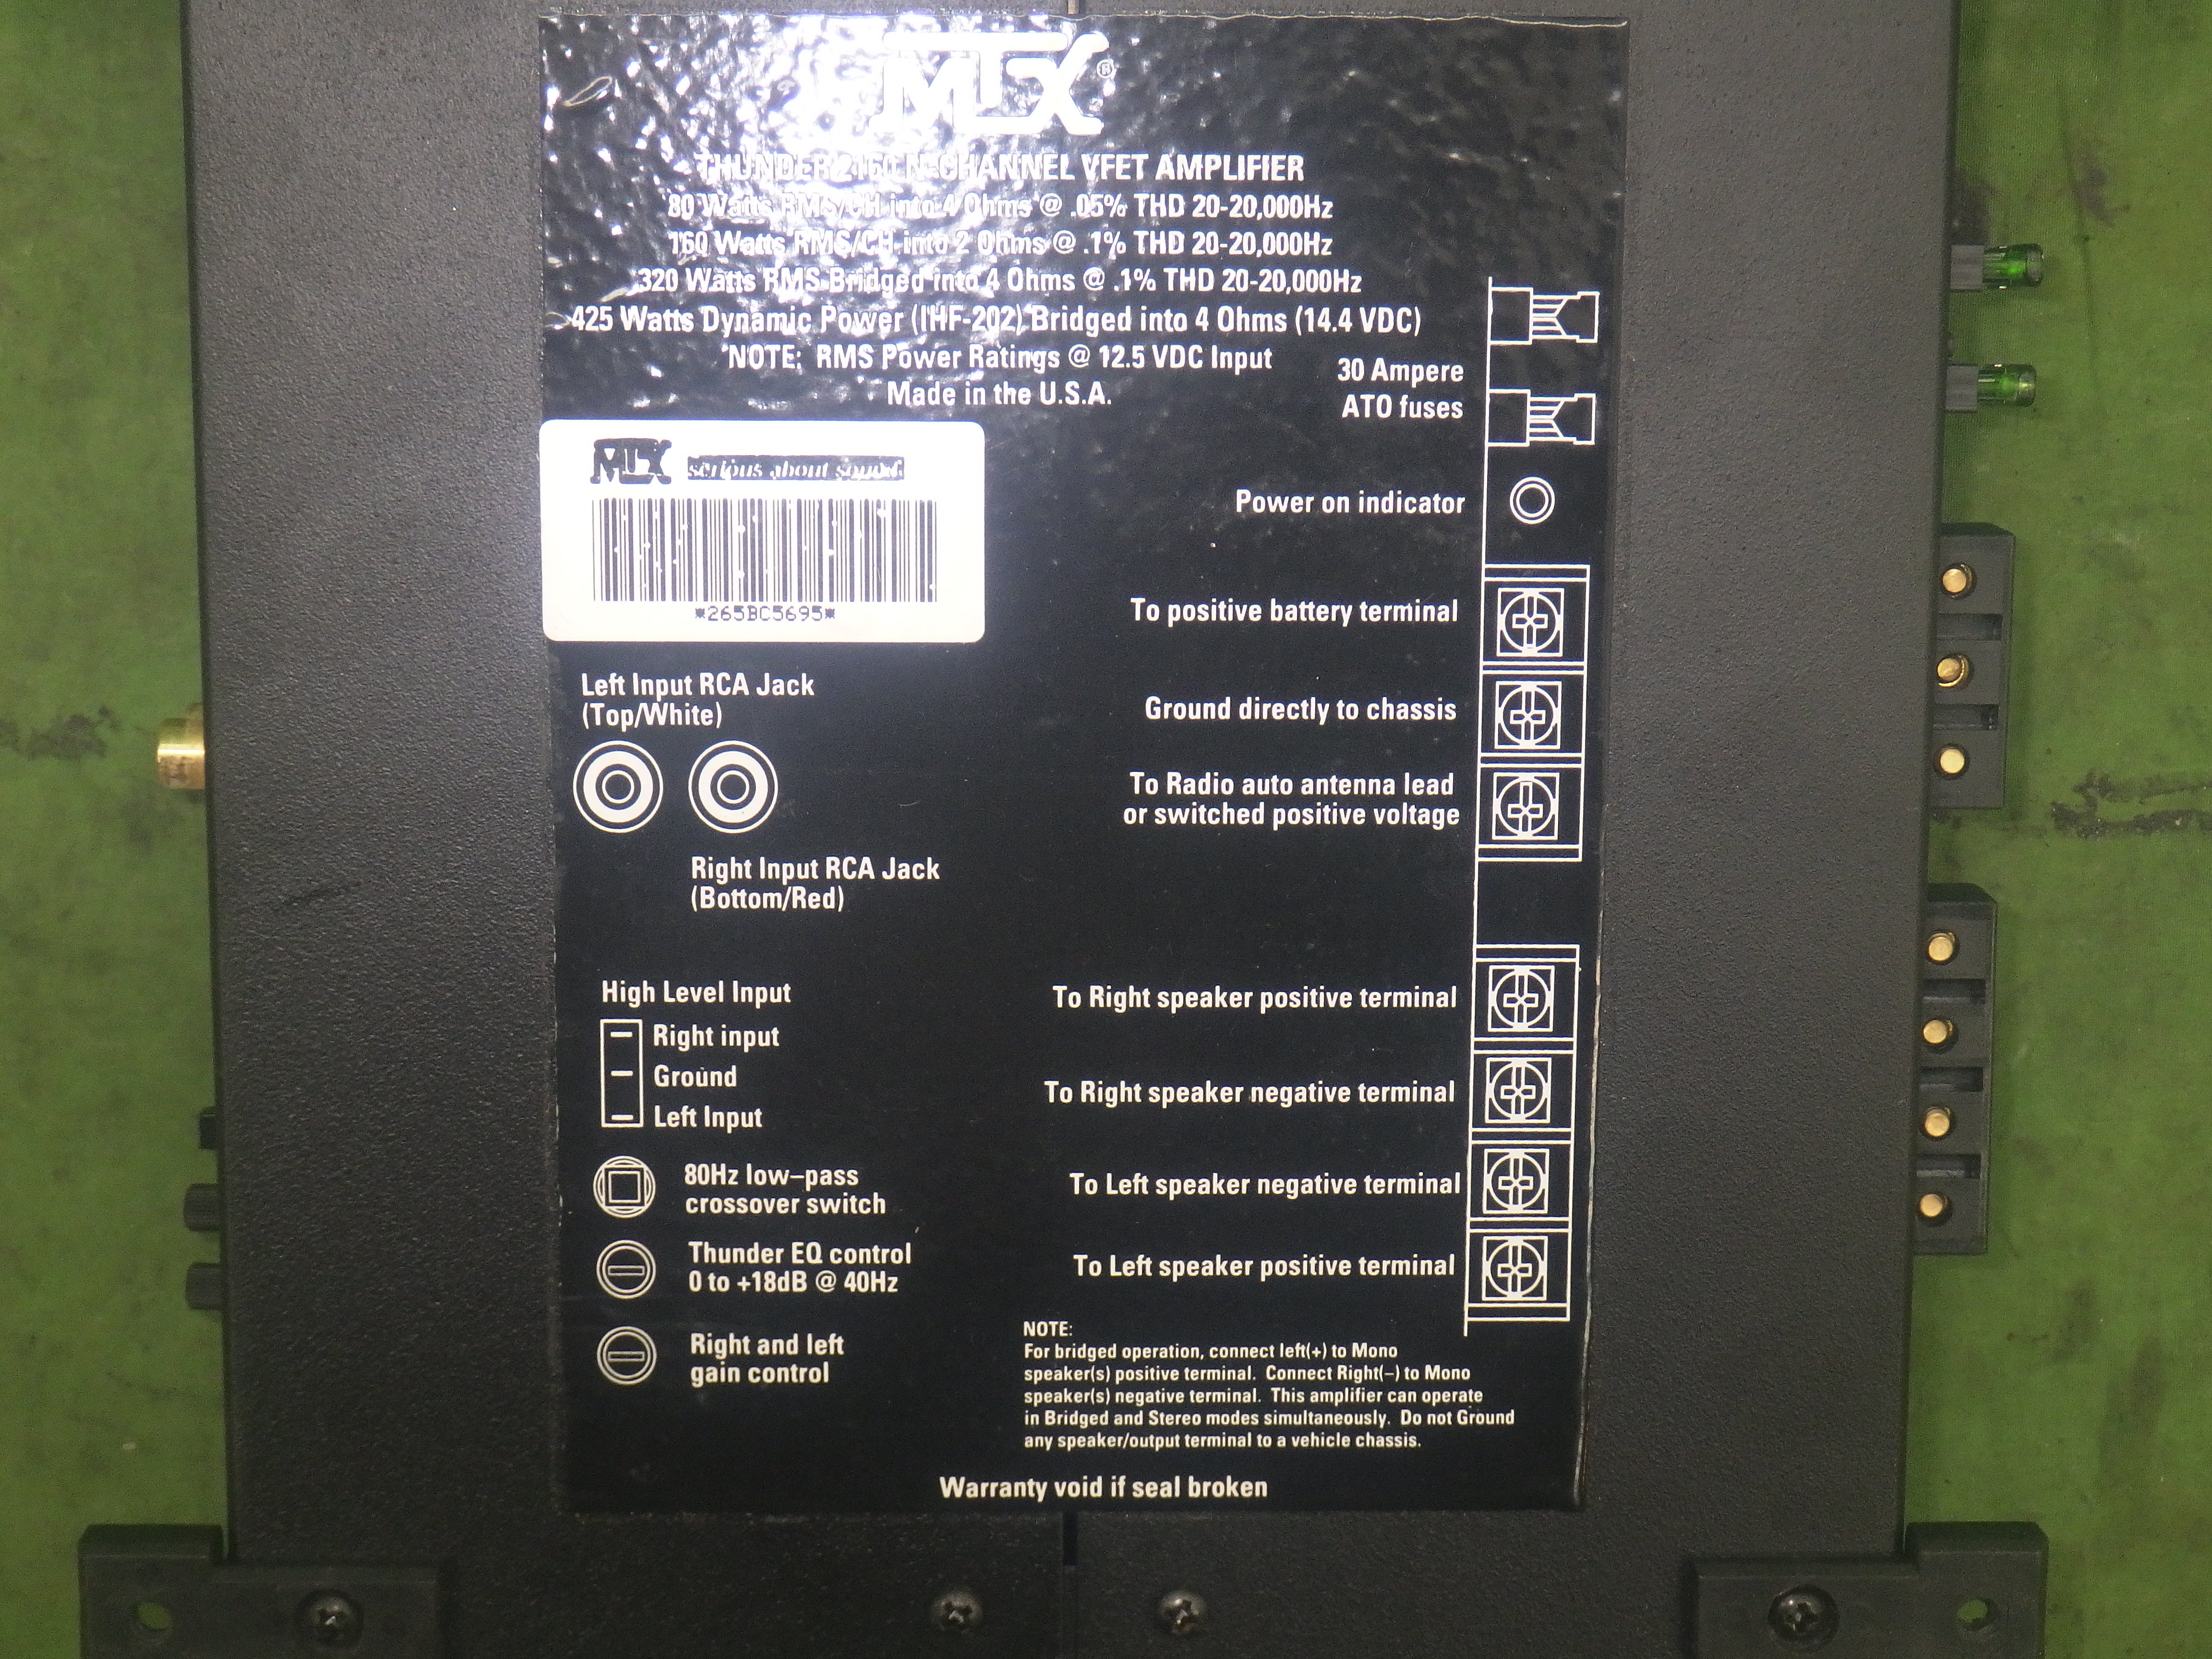 MTX®
THUNDER 2160 N-CHANNEL VFET AMPLIFIER
80 Watts RMS/CH into 4 Ohms @ .05% THD 20-20,000Hz
160 Watts RMS/CH into 2 Ohms @ .1% THD 20-20,000Hz
320 Watts RMS Bridged into 4 Ohms @ .1% THD 20-20,000Hz
425 Watts Dynamic Power (IHF-202) Bridged into 4 Ohms (14.4 VDC)
*NOTE: RMS Power Ratings @ 12.5 VDC Input
Made in the U.S.A.
30 Ampere
ATO fuses
MTX serious about sound.
*265BC5695*
Power on indicator
To positive battery terminal
Ground directly to chassis
To Radio auto antenna lead
or switched positive voltage
Left Input RCA Jack
(Top/White)
Right Input RCA Jack
(Bottom/Red)
High Level Input
Right input
Ground
Left Input
80Hz low-pass
crossover switch
Thunder EQ control
0 to +18dB @ 40Hz
Right and left
gain control
To Right speaker positive terminal
To Right speaker negative terminal
To Left speaker negative terminal
To Left speaker positive terminal
NOTE:
For bridged operation, connect left(+) to Mono
speaker(s) positive terminal. Connect Right(-) to Mono
speaker(s) negative terminal. This amplifier can operate
in Bridged and Stereo modes simultaneously. Do not Ground
any speaker/output terminal to a vehicle chassis.
Warranty void if seal broken